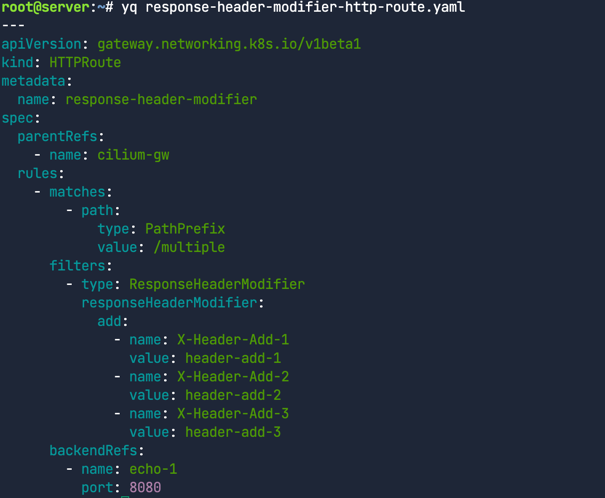 root@server:~# yq response-header-modifier-http-route.yaml
---
apiVersion: gateway.networking.k8s.io/v1beta1
kind: HTTPRoute
metadata:
  name: response-header-modifier
spec:
  parentRefs:
    - name: cilium-gw
  rules:
    - matches:
        - path:
            type: PathPrefix
            value: /multiple
      filters:
        - type: ResponseHeaderModifier
          responseHeaderModifier:
            add:
              - name: X-Header-Add-1
                value: header-add-1
              - name: X-Header-Add-2
                value: header-add-2
              - name: X-Header-Add-3
                value: header-add-3
      backendRefs:
        - name: echo-1
          port: 8080